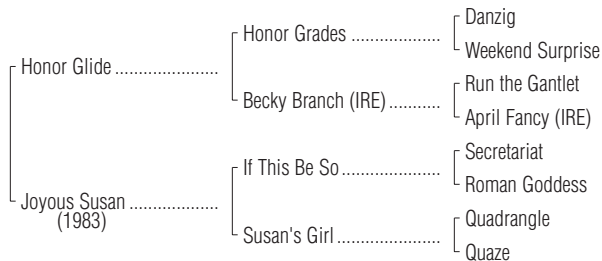 Danzig
Honor Grades ....................
Weekend Surprise
Honor Glide .......................
Run the Gantlet
Becky Branch (IRE) ...........
April Fancy (IRE)
Secretariat
If This Be So ......................
Roman Goddess
Joyous Susan ....................
(1983)
Quadrangle
Susan's Girl .......................
Quaze